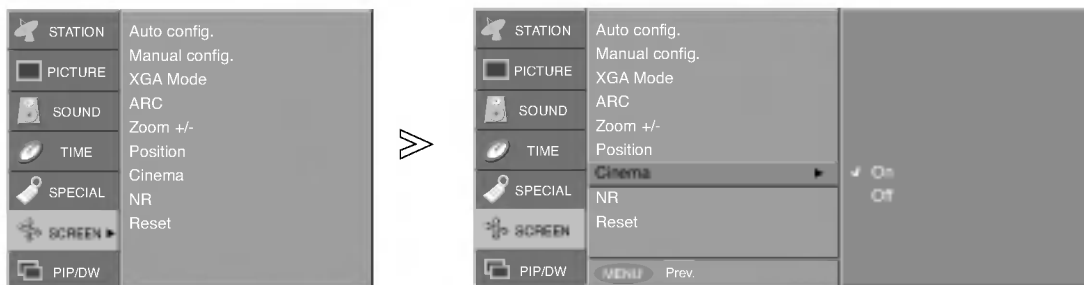 STATION
PICTURE
SOUND
TIME
SPECIAL
SCREEN
PIP/DW
Auto config.
Manual config.
XGA Mode
ARC
Zoom +/-
Position
Cinema
NR
Reset
STATION
PICTURE
SOUND
TIME
SPECIAL
SCREEN
PIP/DW
Auto config.
Manual config.
XGA Mode
ARC
Zoom +/-
Position
Cinema
NR
Reset
MENU Prev.
On
Off